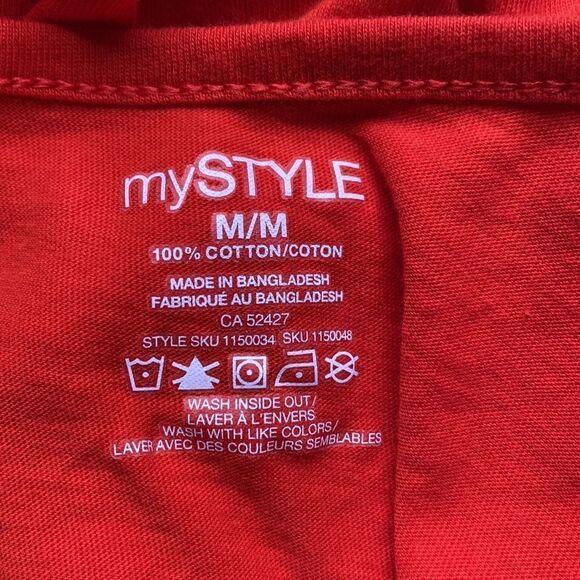 mySTYLE
M/M
100% COTTON/COTON
MADE IN BANGLADESH
FABRIQUÉ AU BANGLADESH
CA 52427
STYLE SKU 1150034 SKU 1150048
WASH INSIDE OUT/
LAVER À L'ENVERS
WASH WITH LIKE COLORS/
LAVER AVEC DES COULEURS SEMBLABLES